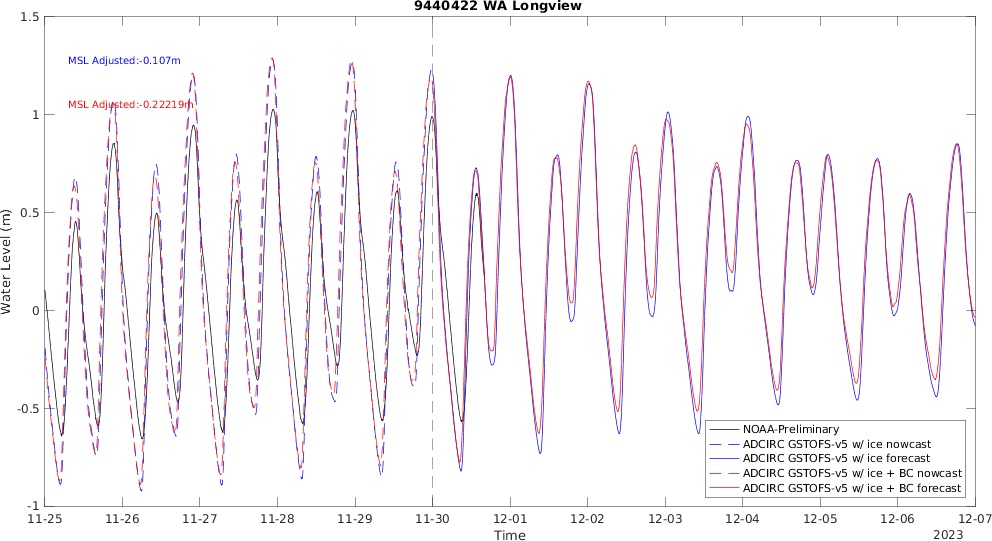 9440422 WA Longview
1.5
MSL Adjusted:-0.107m
MSL Adjusted:-0.22219m
1
0.5
Water Level (m)
0
-0.5
NOAA-Preliminary
ADCIRC GSTOFS-v5 w/ ice nowcast
ADCIRC GSTOFS-v5 w/ ice forecast
ADCIRC GSTOFS-v5 w/ ice + BC nowcast
ADCIRC GSTOFS-v5 w/ ice + BC forecast
-1
11-25 11-26 11-27 11-28 11-29 11-30 12-01 12-02 12-03 12-04 12-05 12-06 12-07
Time
2023